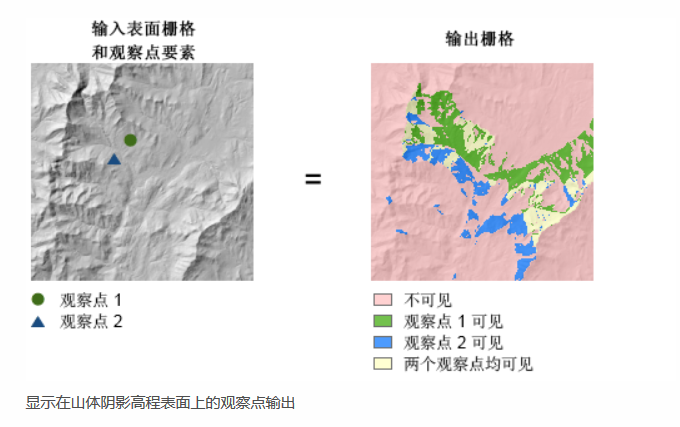 输入表面栅格
和观察点要素
输出栅格
=
观察点 1
观察点 2
不可见
观察点 1 可见
观察点 2 可见
两个观察点均可见
显示在山体阴影高程表面上的观察点输出